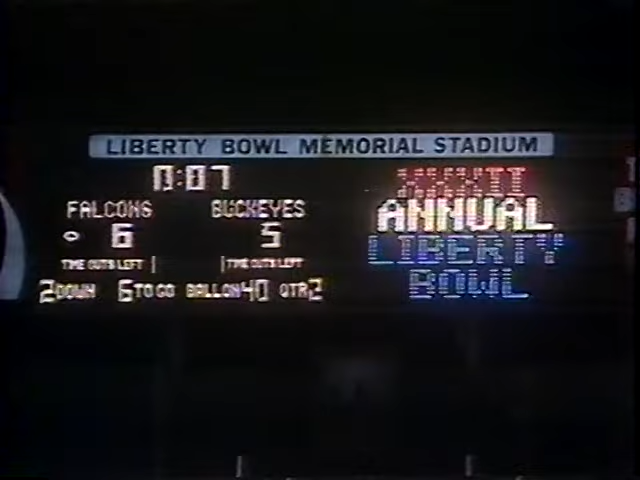 LIBERTY BOWL MEMORIAL STADIUM
0:07
FALCONS BUCKEYES
6 5
TIME OUTS LEFT TIME OUTS LEFT
2 DOWN 6 TO GO BALL ON 40 QTR 2
XXXII
ANNUAL
LIBERTY
BOWL